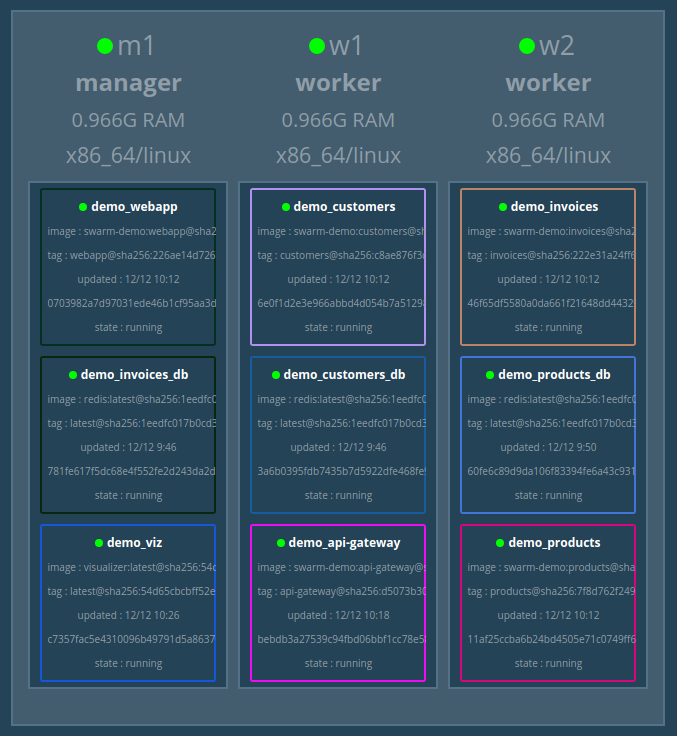 m1
manager
0.966G RAM
x86_64/linux
demo_webapp
image : swarm-demo:webapp@sha2
tag : webapp@sha256:226ae14d726
updated : 12/12 10:12
0703982a7d97031ede46b1cf95aa3d
state : running
demo_invoices_db
image : redis:latest@sha256:1eedfc0
tag : latest@sha256:1eedfc017b0cd3
updated : 12/12 9:46
781fe617f5dc68e4f552fe2d243da2d
state : running
demo_viz
image : visualizer:latest@sha256:54d
tag : latest@sha256:54d65cbcbff52e
updated : 12/12 10:26
c7357fac5e4310096b49791d5a8637
state : running
w1
worker
0.966G RAM
x86_64/linux
demo_customers
image : swarm-demo:customers@sh
tag : customers@sha256:c8ae876f3
updated : 12/12 10:12
6e0f1d2e3e966abbd4d054b7a5129
state : running
demo_customers_db
image : redis:latest@sha256:1eedfc0
tag : latest@sha256:1eedfc017b0cd3
updated : 12/12 9:46
3a6b0395fdb7435b7d5922dfe468fe
state : running
demo_api-gateway
image : swarm-demo:api-gateway@
tag : api-gateway@sha256:d5073b30
updated : 12/12 10:18
bebdb3a27539c94fbd06bbf1cc78e5
state : running
w2
worker
0.966G RAM
x86_64/linux
demo_invoices
image : swarm-demo:invoices@sha2
tag : invoices@sha256:222e31a24ff6
updated : 12/12 10:12
46f65df5580a0da661f21648dd4432
state : running
demo_products_db
image : redis:latest@sha256:1eedfc0
tag : latest@sha256:1eedfc017b0cd3
updated : 12/12 9:50
60fe6c89d9da106f83394fe6a43c931
state : running
demo_products
image : swarm-demo:products@sha
tag : products@sha256:7f8d762f249
updated : 12/12 10:12
11af25ccba6b24bd4505e71c0749ff6
state : running